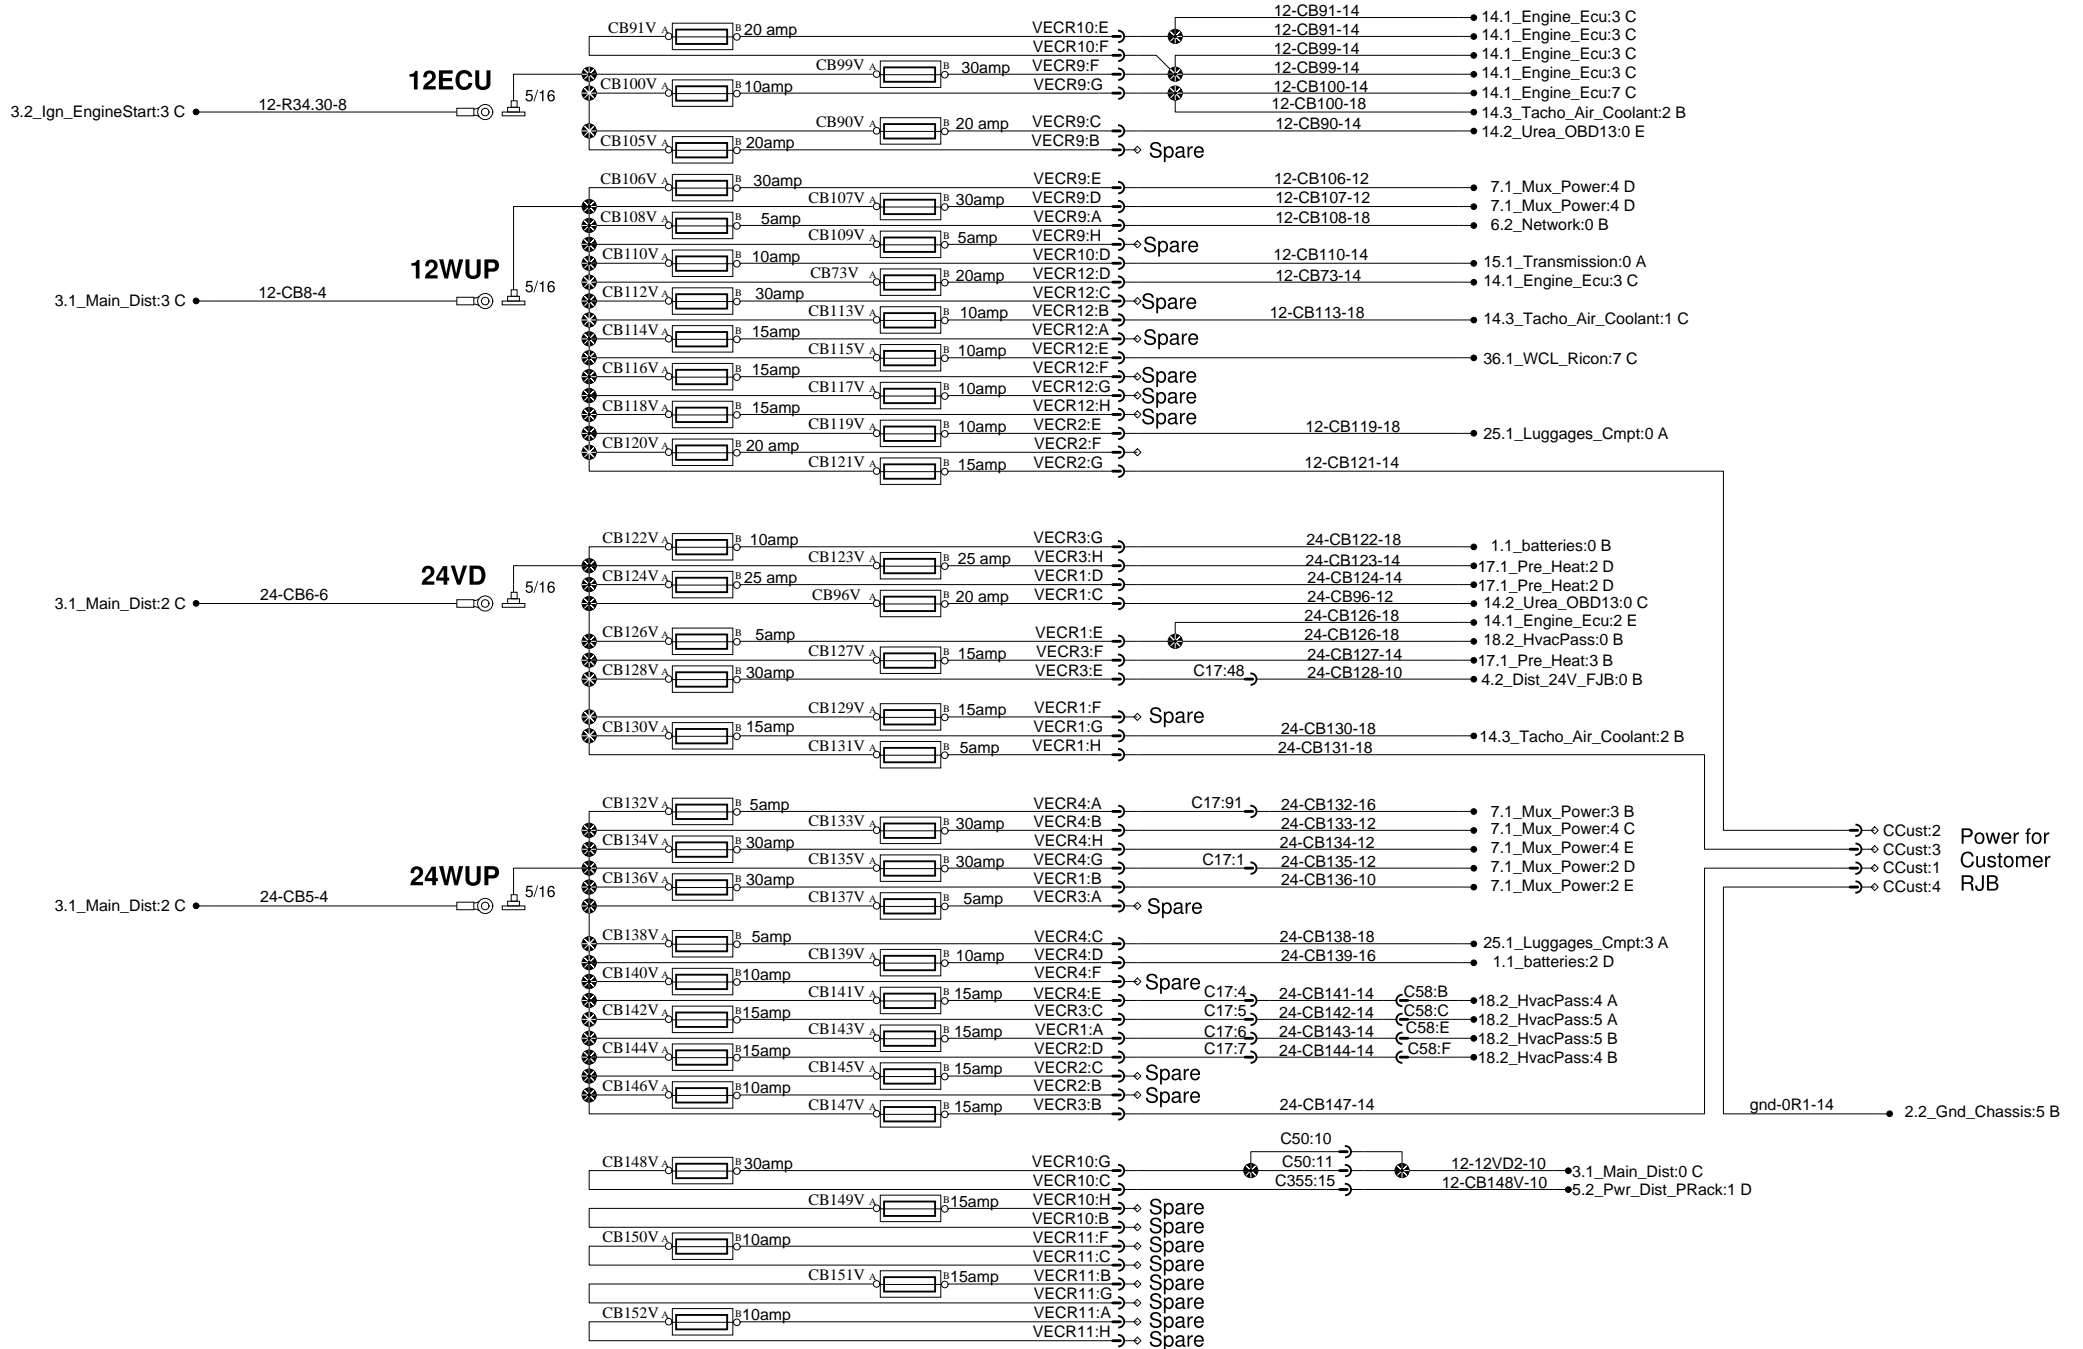 CB91V A B 20 amp VECR10:E 12-CB91-14 14.1_Engine_Ecu:3 C
12-CB91-14 14.1_Engine_Ecu:3 C
VECR10:F 12-CB99-14 14.1_Engine_Ecu:3 C
CB99V A B 30amp VECR9:F 12-CB99-14 14.1_Engine_Ecu:3 C
12ECU
CB100V A B 10amp VECR9:G 12-CB100-14 14.1_Engine_Ecu:7 C
3.2_Ign_EngineStart:3 C 12-R34.30-8 5/16 12-CB100-18 14.3_Tacho_Air_Coolant:2 B
CB90V A B 20 amp VECR9:C 12-CB90-14 14.2_Urea_OBD13:0 E
CB105V A B 20amp VECR9:B Spare
CB106V A B 30amp VECR9:E 12-CB106-12 7.1_Mux_Power:4 D
CB107V A B 30amp VECR9:D 12-CB107-12 7.1_Mux_Power:4 D
CB108V A B 5amp VECR9:A 12-CB108-18 6.2_Network:0 B
CB109V A B 5amp VECR9:H Spare
12WUP
CB110V A B 10amp VECR10:D 12-CB110-14 15.1_Transmission:0 A
CB73V A B 20amp VECR12:D 12-CB73-14 14.1_Engine_Ecu:3 C
3.1_Main_Dist:3 C 12-CB8-4 5/16 CB112V A B 30amp VECR12:C Spare
CB113V A B 10amp VECR12:B 12-CB113-18 14.3_Tacho_Air_Coolant:1 C
CB114V A B 15amp VECR12:A Spare
CB115V A B 10amp VECR12:E 36.1_WCL_Ricon:7 C
CB116V A B 15amp VECR12:F Spare
CB117V A B 10amp VECR12:G Spare
CB118V A B 15amp VECR12:H Spare
CB119V A B 10amp VECR2:E 12-CB119-18 25.1_Luggages_Cmpt:0 A
CB120V A B 20 amp VECR2:F
CB121V A B 15amp VECR2:G 12-CB121-14
CB122V A B 10amp VECR3:G 24-CB122-18 1.1_batteries:0 B
CB123V A B 25 amp VECR3:H 24-CB123-14 17.1_Pre_Heat:2 D
24VD
CB124V A B 25 amp VECR1:D 24-CB124-14 17.1_Pre_Heat:2 D
3.1_Main_Dist:2 C 24-CB6-6 5/16 CB96V A B 20 amp VECR1:C 24-CB96-12 14.2_Urea_OBD13:0 C
24-CB126-18 14.1_Engine_Ecu:2 E
CB126V A B 5amp VECR1:E 24-CB126-18 18.2_HvacPass:0 B
CB127V A B 15amp VECR3:F 24-CB127-14 17.1_Pre_Heat:3 B
CB128V A B 30amp VECR3:E C17:48 24-CB128-10 4.2_Dist_24V_FJB:0 B
CB129V A B 15amp VECR1:F Spare
CB130V A B 15amp VECR1:G 24-CB130-18 14.3_Tacho_Air_Coolant:2 B
CB131V A B 5amp VECR1:H 24-CB131-18
CB132V A B 5amp VECR4:A C17:91 24-CB132-16 7.1_Mux_Power:3 B
CB133V A B 30amp VECR4:B 24-CB133-12 7.1_Mux_Power:4 C CCust:2
CB134V A B 30amp VECR4:H 24-CB134-12 7.1_Mux_Power:4 E CCust:3
24WUP
CB135V A B 30amp VECR4:G C17:1 24-CB135-12 7.1_Mux_Power:2 D CCust:1
CB136V A B 30amp VECR1:B 24-CB136-10 7.1_Mux_Power:2 E CCust:4
Power for
Customer
RJB
3.1_Main_Dist:2 C 24-CB5-4 5/16 CB137V A B 5amp VECR3:A Spare
CB138V A B 5amp VECR4:C 24-CB138-18 25.1_Luggages_Cmpt:3 A
CB139V A B 10amp VECR4:D 24-CB139-16 1.1_batteries:2 D
CB140V A B 10amp VECR4:F Spare
CB141V A B 15amp VECR4:E C17:4 24-CB141-14 C58:B 18.2_HvacPass:4 A
CB142V A B 15amp VECR3:C C17:5 24-CB142-14 C58:C 18.2_HvacPass:5 A
CB143V A B 15amp VECR1:A C17:6 24-CB143-14 C58:E 18.2_HvacPass:5 B
CB144V A B 15amp VECR2:D C17:7 24-CB144-14 C58:F 18.2_HvacPass:4 B
CB145V A B 15amp VECR2:C Spare
CB146V A B 10amp VECR2:B Spare
CB147V A B 15amp VECR3:B 24-CB147-14 gnd-0R1-14 2.2_Gnd_Chassis:5 B
C50:10
CB148V A B 30amp VECR10:G C50:11 12-12VD2-10 3.1_Main_Dist:0 C
VECR10:C C355:15 12-CB148V-10 5.2_Pwr_Dist_PRack:1 D
CB149V A B 15amp VECR10:H Spare
VECR10:B Spare
CB150V A B 10amp VECR11:F Spare
VECR11:C Spare
CB151V A B 15amp VECR11:B Spare
VECR11:G Spare
CB152V A B 10amp VECR11:A Spare
VECR11:H Spare